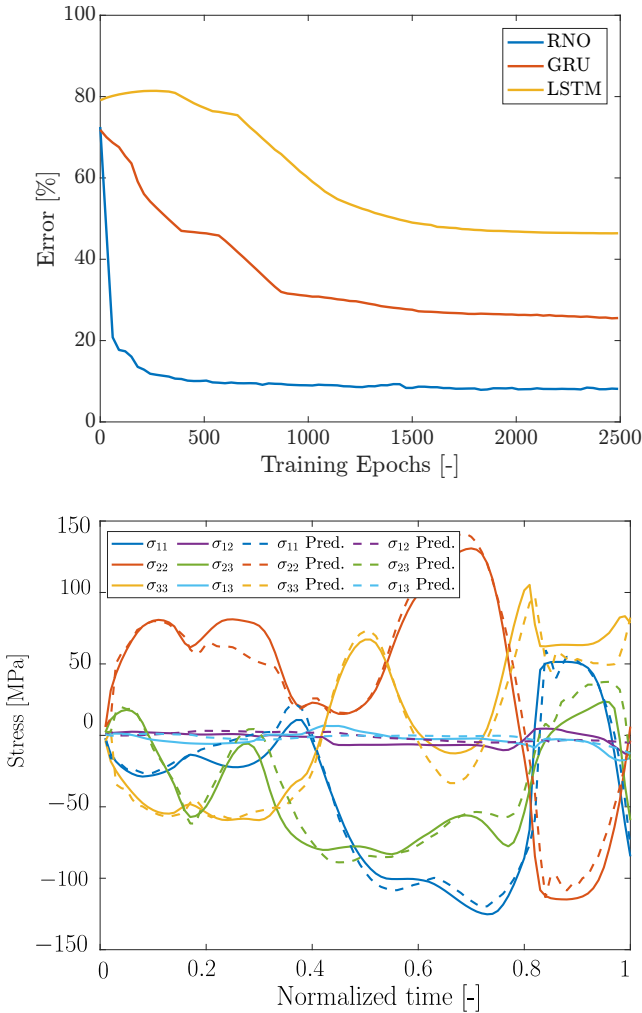 100
80
60
40
20
0
Error [%]
RNO
GRU
LSTM
0 500 1000 1500 2000 2500
Training Epochs [-]
150
100
50
0
−50
−100
−150
Stress [MPa]
σ11 σ12 σ11 Pred. σ12 Pred.
σ22 σ23 σ22 Pred. σ23 Pred.
σ33 σ13 σ33 Pred. σ13 Pred.
0 0.2 0.4 0.6 0.8 1
Normalized time [-]